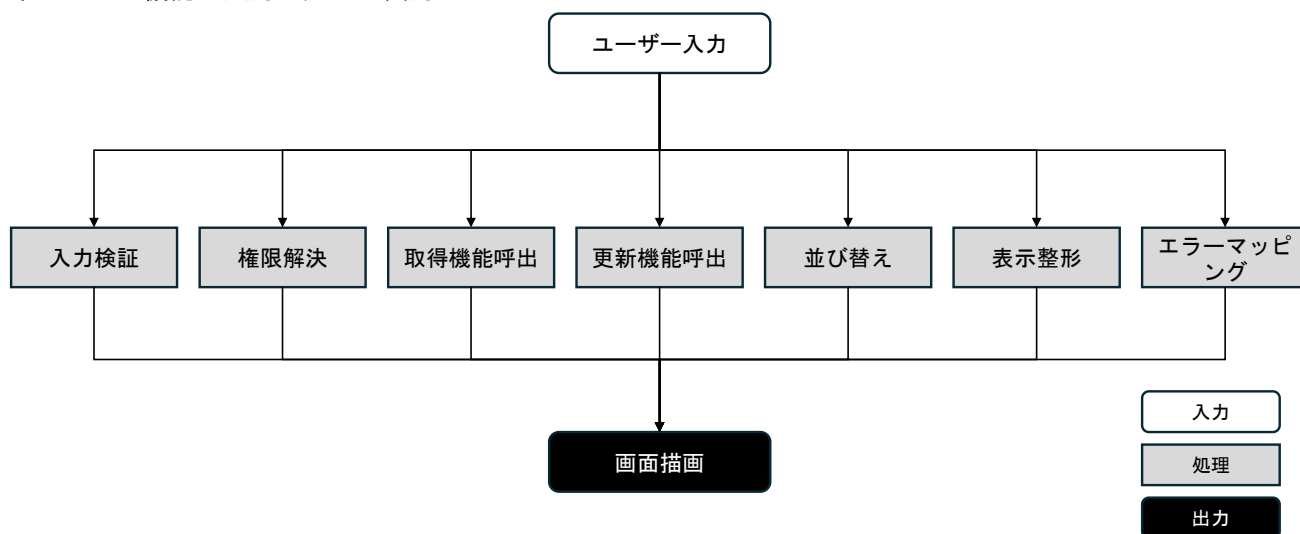 ユーザー入力
入力検証
権限解決
取得機能呼出
更新機能呼出
並び替え
表示整形
エラーマッピ
ング
画面描画
入力
処理
出力